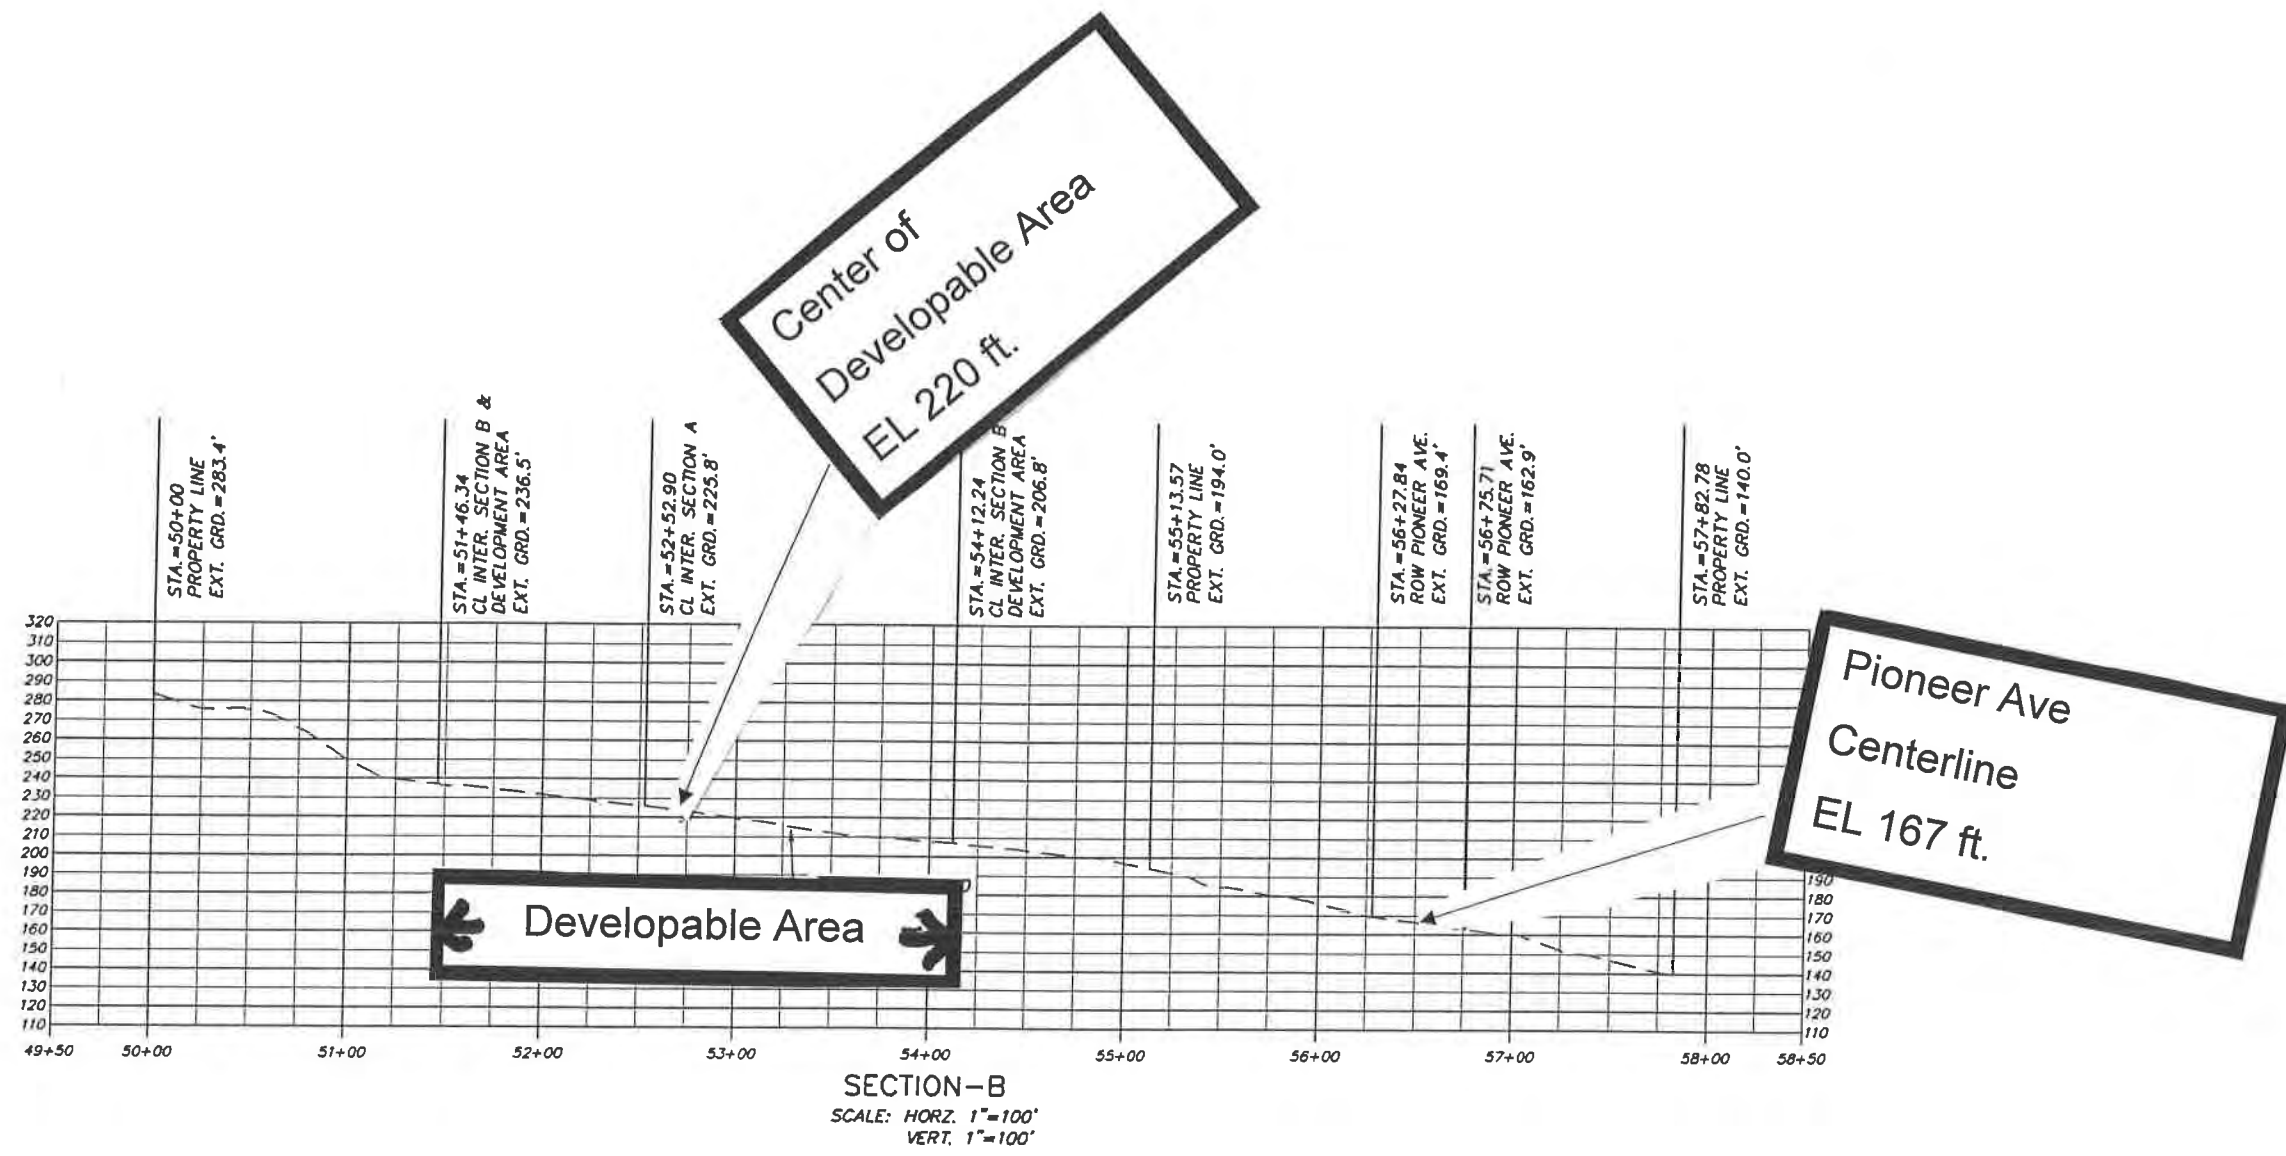 Center of
Developable Area
EL 220 ft.
STA.=50+00
PROPERTY LINE
EXT. GRD.=283.4'
STA.=51+46.34
CL INTER. SECTION B &
DEVELOPMENT AREA
EXT. GRD.=236.5'
STA.=52+52.90
CL INTER. SECTION A
EXT. GRD.=225.8'
STA.=54+12.24
CL INTER. SECTION B
DEVELOPMENT AREA
EXT. GRD.=206.8'
STA.=55+13.57
PROPERTY LINE
EXT. GRD.=194.0'
STA.=56+27.84
ROW PIONEER AVE.
EXT. GRD.=169.4'
STA.=56+75.71
ROW PIONEER AVE.
EXT. GRD.=162.9'
STA.=57+82.78
PROPERTY LINE
EXT. GRD.=140.0'
Pioneer Ave
Centerline
EL 167 ft.
320
310
300
290
280
270
260
250
240
230
220
210
200
190
180
170
160
150
140
130
120
110
Developable Area
190
180
170
160
150
140
130
120
110
49+50
50+00
51+00
52+00
53+00
54+00
55+00
56+00
57+00
58+00
58+50
SECTION-B
SCALE: HORZ. 1"=100'
VERT. 1"=100'